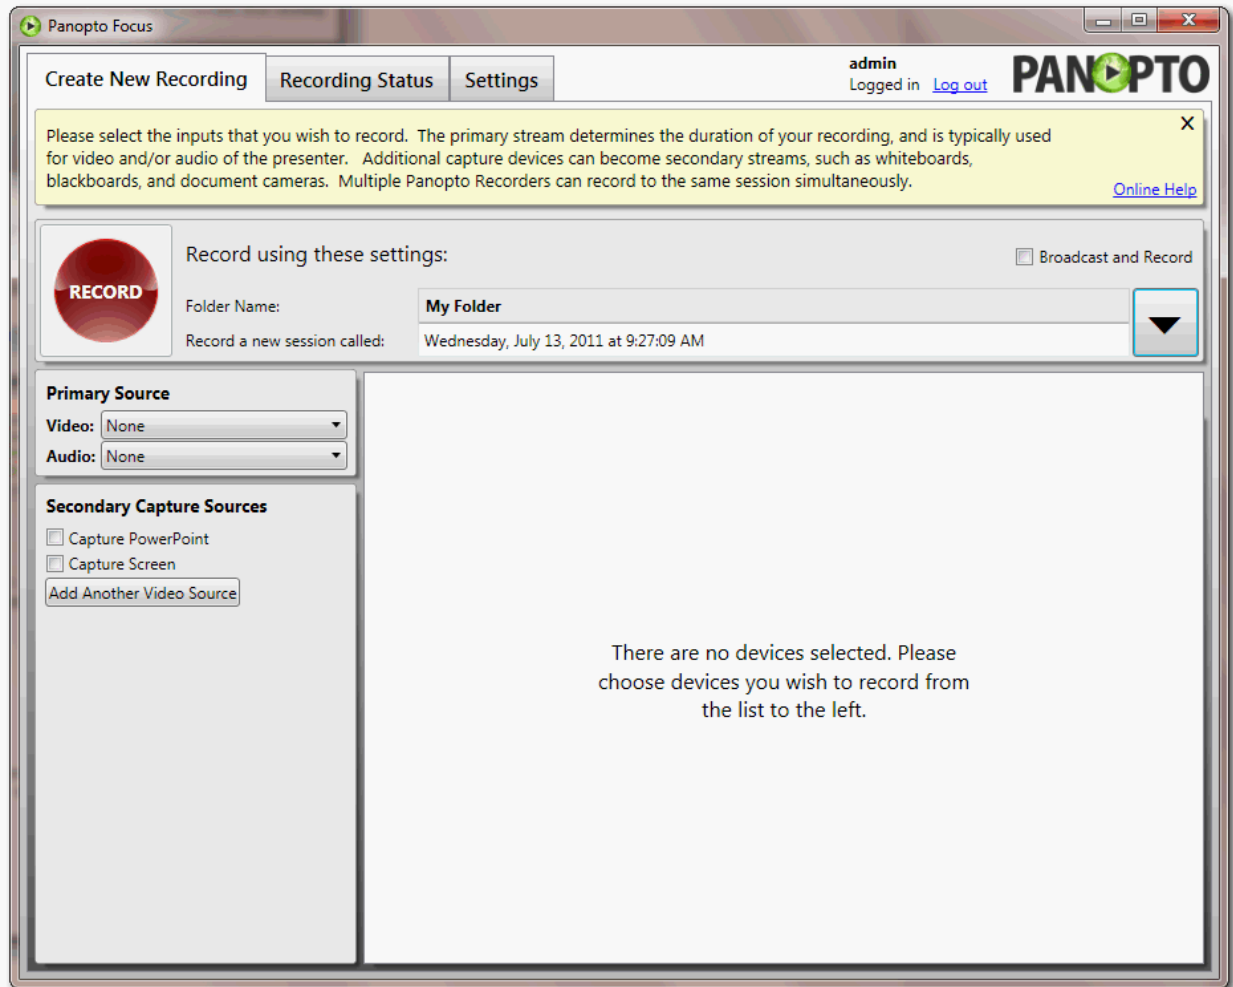 Panopto Focus
Create New Recording
Recording Status
Settings
admin
Logged in Log out
PANOPTO
Please select the inputs that you wish to record. The primary stream determines the duration of your recording, and is typically used
for video and/or audio of the presenter. Additional capture devices can become secondary streams, such as whiteboards,
blackboards, and document cameras. Multiple Panopto Recorders can record to the same session simultaneously.
X
Online Help
RECORD
Record using these settings:
Broadcast and Record
Folder Name: My Folder
Record a new session called: Wednesday, July 13, 2011 at 9:27:09 AM
Primary Source
Video: None
Audio: None
Secondary Capture Sources
Capture PowerPoint
Capture Screen
Add Another Video Source
There are no devices selected. Please
choose devices you wish to record from
the list to the left.